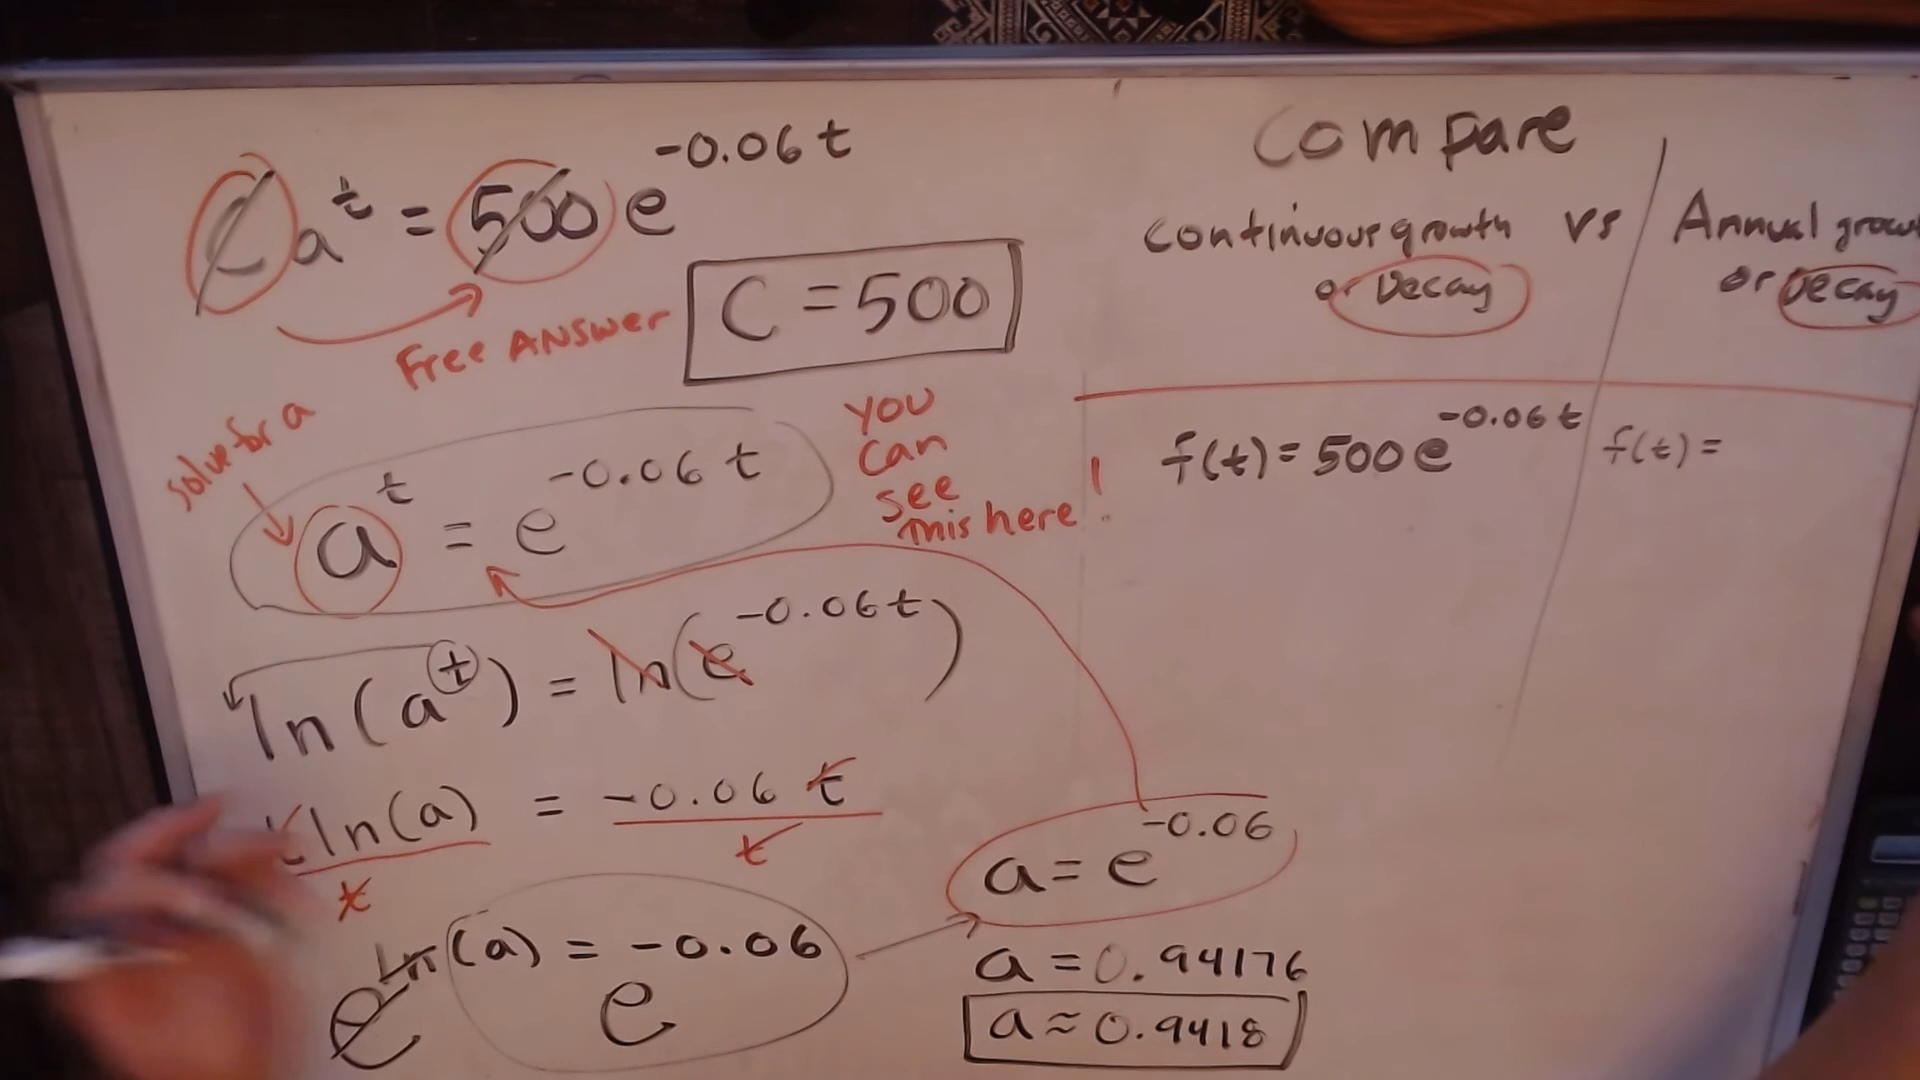 Ca^t = 500 e^-0.06t
Free ANSwer
C = 500
solve for a
a^t = e^-0.06t
you
can
see
this here!
ln(a^t) = ln(e^-0.06t)
t ln(a) = -0.06 t
t t
e^ln(a) = e^-0.06
a = e^-0.06
a = 0.94176
a ≈ 0.9418
Compare
continuous growth vs Annual grow
or Decay or Decay
f(t) = 500 e^-0.06t f(t) =